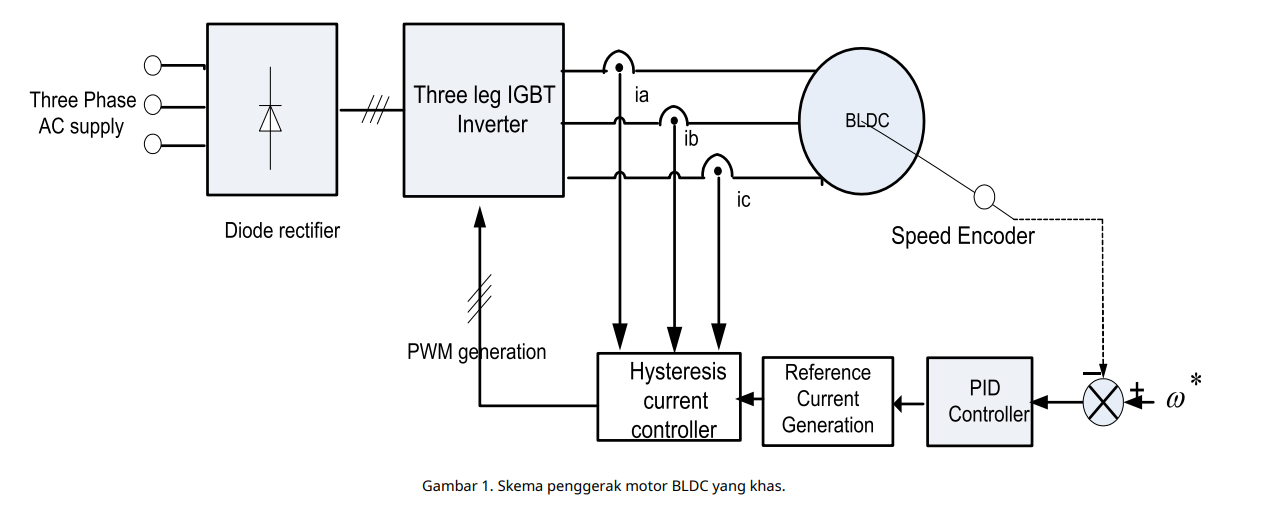 Three Phase
AC supply
Diode rectifier
Three leg IGBT
Inverter
ia
ib
ic
BLDC
Speed Encoder
PWM generation
Hysteresis
current
controller
Reference
Current
Generation
PID
Controller
−
+
ω*
Gambar 1. Skema penggerak motor BLDC yang khas.